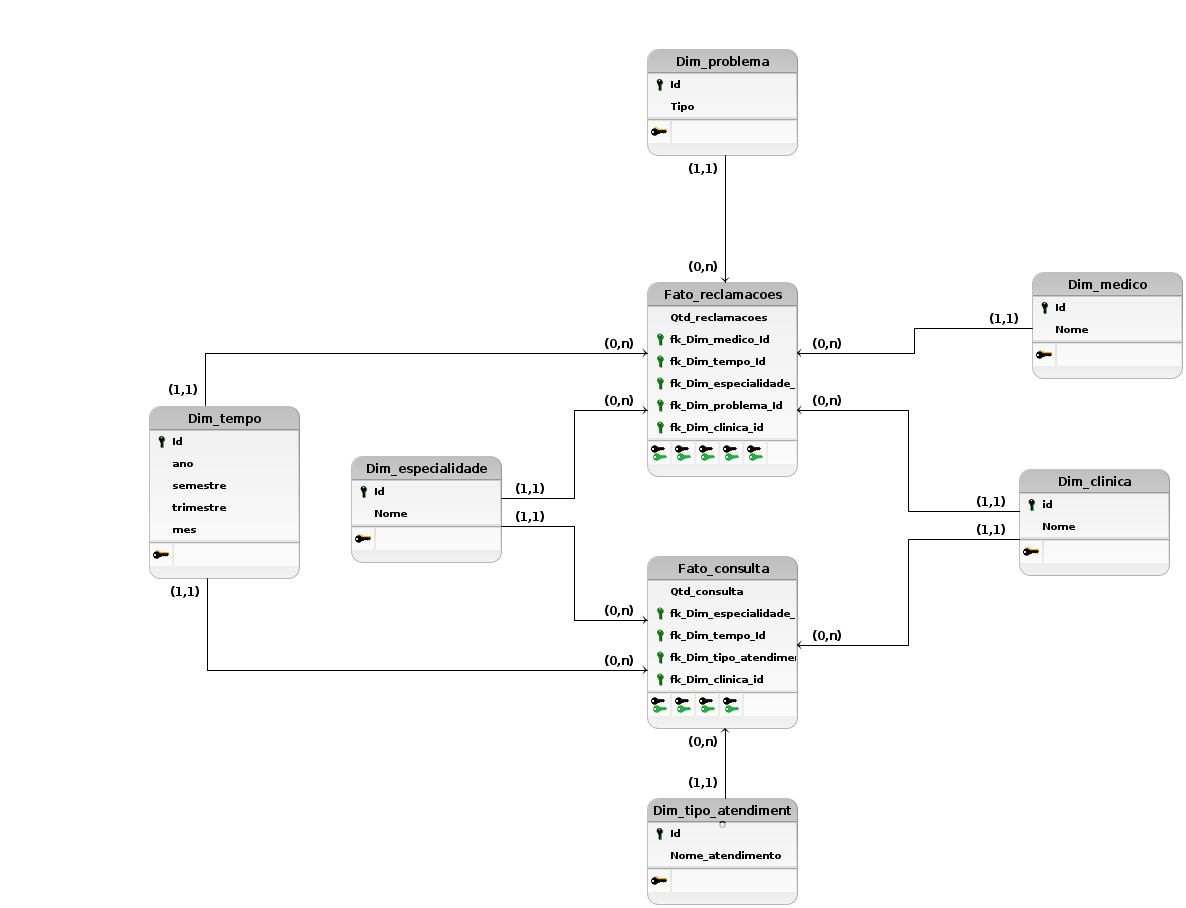 Dim_problema
Id
Tipo
(1,1)
(0,n)
Fato_reclamacoes
Qtd_reclamacoes
fk_Dim_medico_Id
fk_Dim_tempo_Id
fk_Dim_especialidade_
fk_Dim_problema_Id
fk_Dim_clinica_id
(0,n)
(0,n)
(0,n)
(0,n)
Dim_medico
Id
Nome
(1,1)
(1,1)
Dim_tempo
Id
ano
semestre
trimestre
mes
(1,1)
Dim_especialidade
Id
Nome
(1,1)
(1,1)
Dim_clinica
id
Nome
(1,1)
(1,1)
Fato_consulta
Qtd_consulta
fk_Dim_especialidade_
fk_Dim_tempo_Id
fk_Dim_tipo_atendimen
fk_Dim_clinica_id
(0,n)
(0,n)
(0,n)
(0,n)
(1,1)
Dim_tipo_atendiment
o
Id
Nome_atendimento